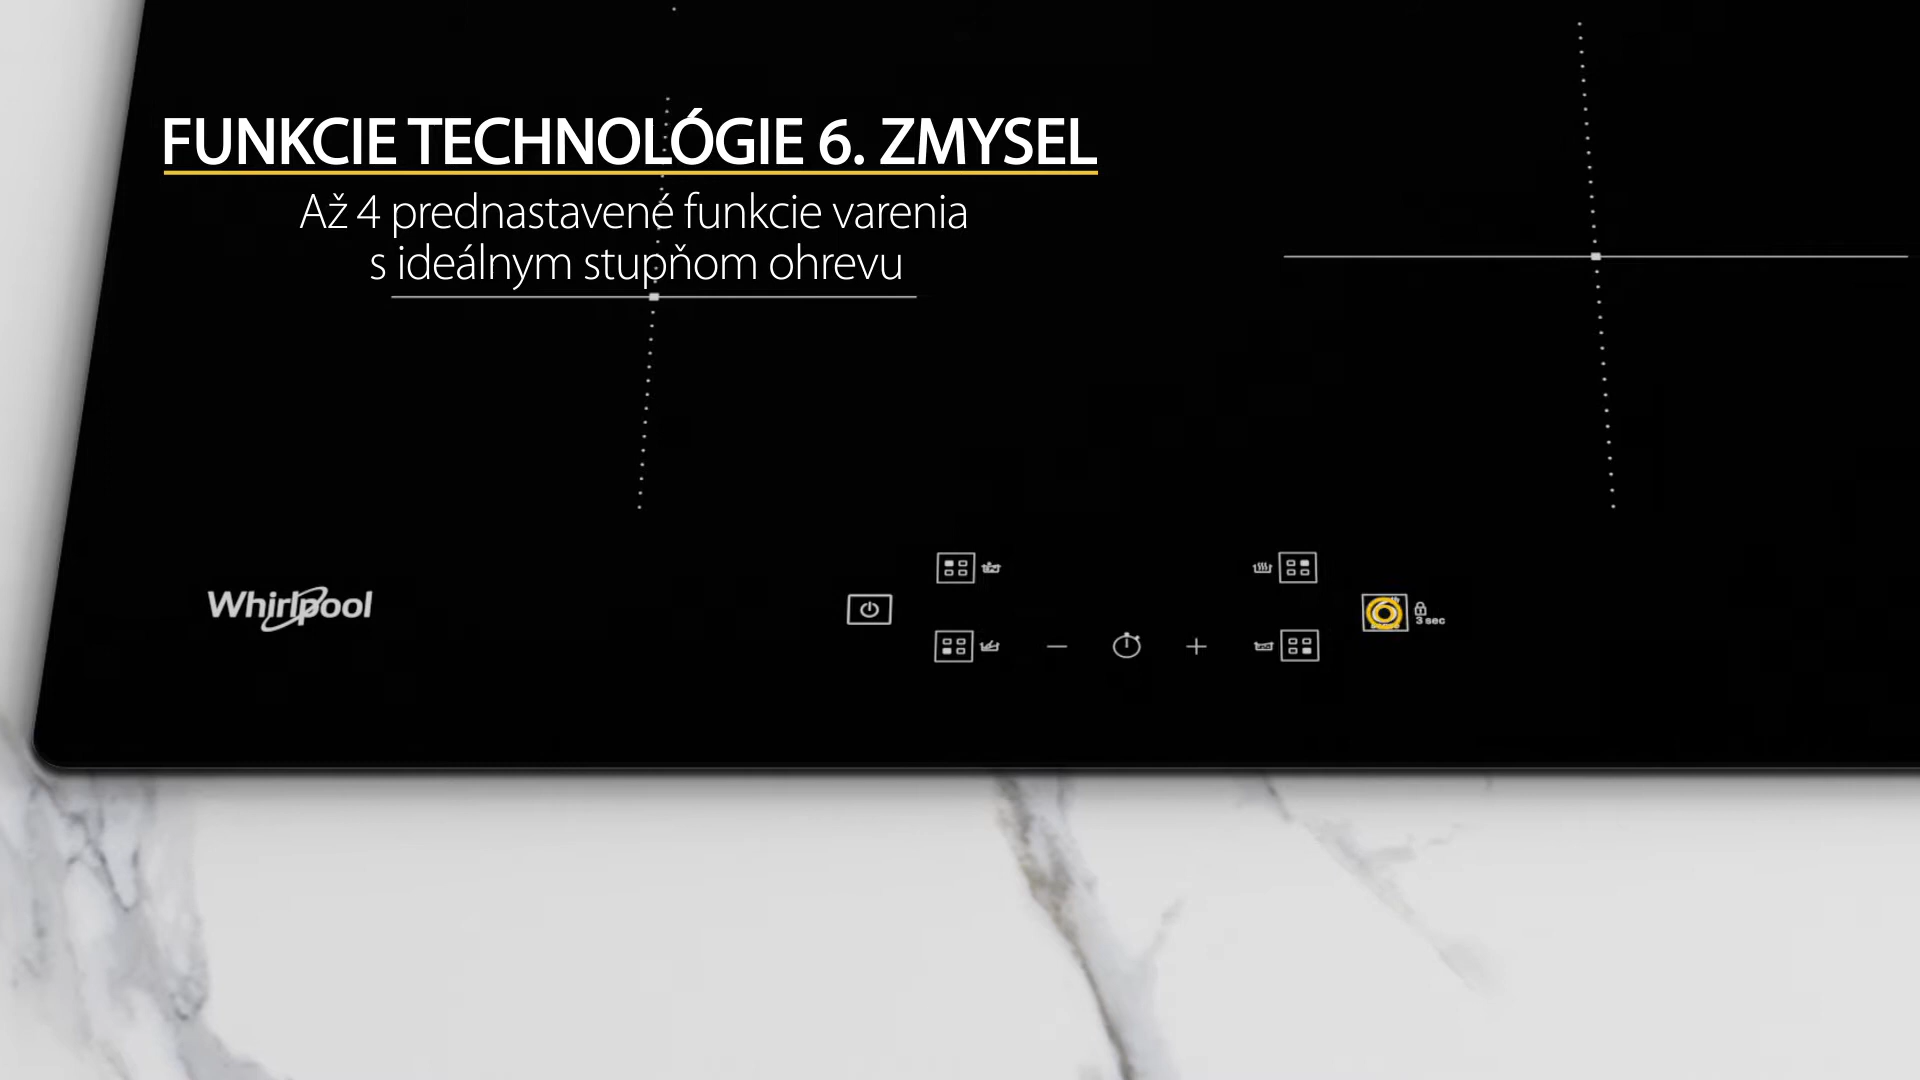 FUNKCIE TECHNOLÓGIE 6. ZMYSEL
Až 4 prednastavené funkcie varenia
s ideálnym stupňom ohrevu
Whirlpool
3 sec